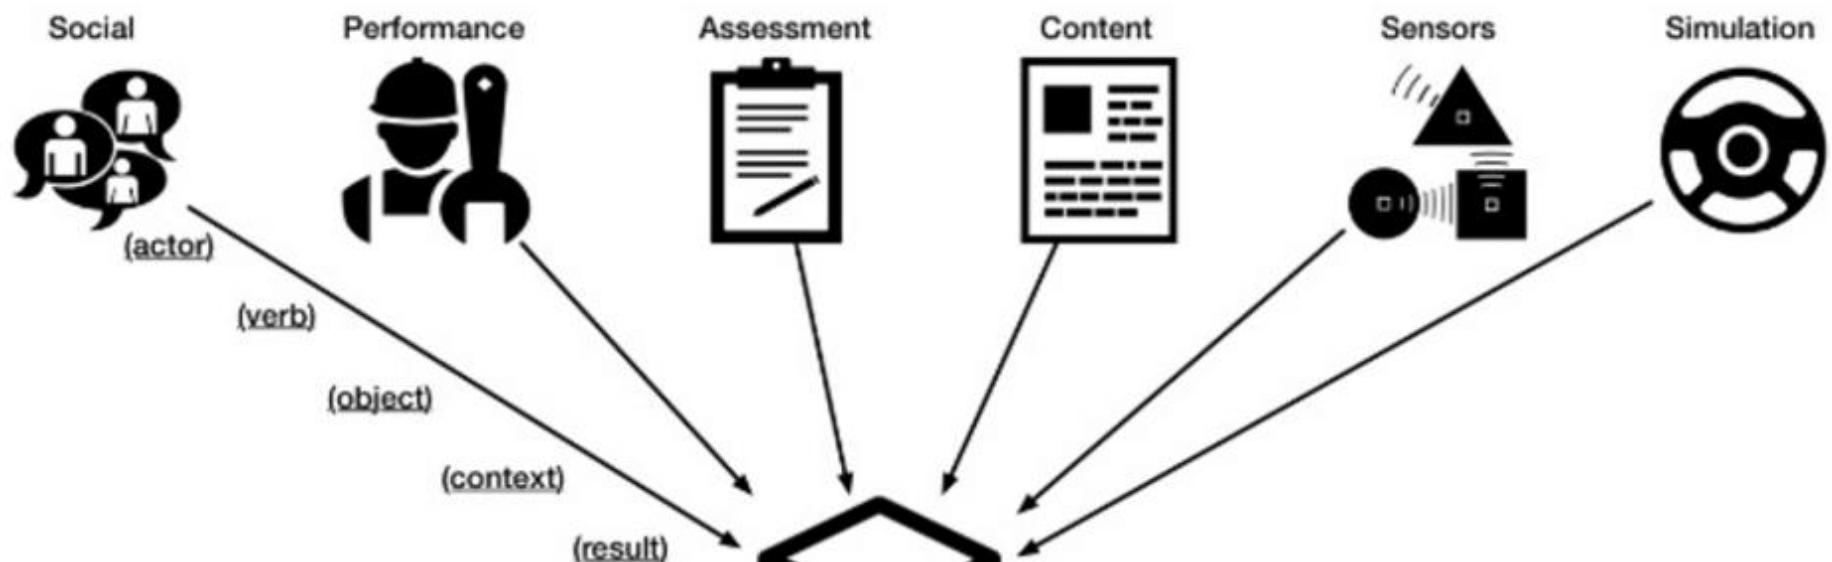 Social
Performance
Assessment
Content
Sensors
Simulation
(actor)
(verb)
(object)
(context)
(result)